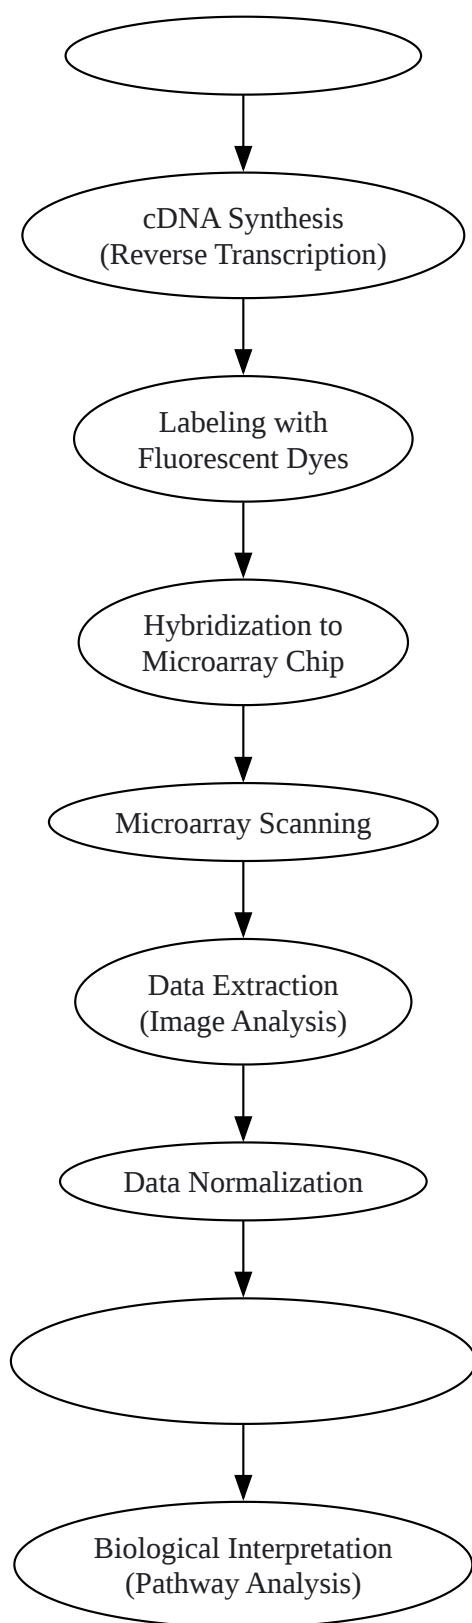 cDNA Synthesis
(Reverse Transcription)
Labeling with
Fluorescent Dyes
Hybridization to
Microarray Chip
Microarray Scanning
Data Extraction
(Image Analysis)
Data Normalization
Biological Interpretation
(Pathway Analysis)